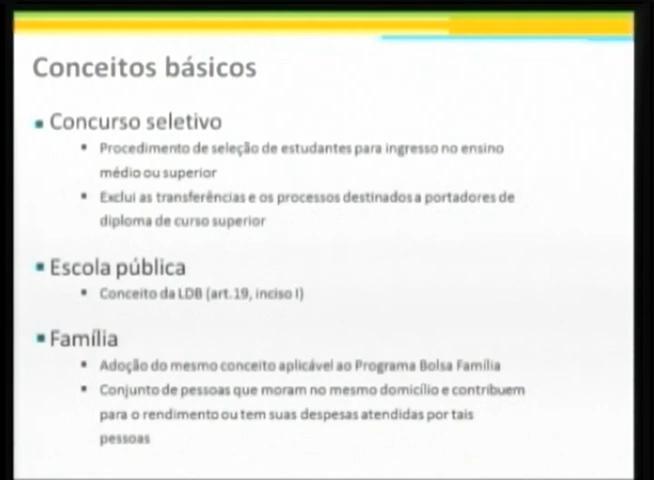 Conceitos básicos
Concurso seletivo
Procedimento de seleção de estudantes para ingresso no ensino
médio ou superior
Exclui as transferências e os processos destinados a portadores de
diploma de curso superior
Escola pública
Conceito da LDB (art.19, inciso I)
Família
Adoção do mesmo conceito aplicável ao Programa Bolsa Família
Conjunto de pessoas que moram no mesmo domicílio e contribuem
para o rendimento ou tem suas despesas atendidas por tais
pessoas